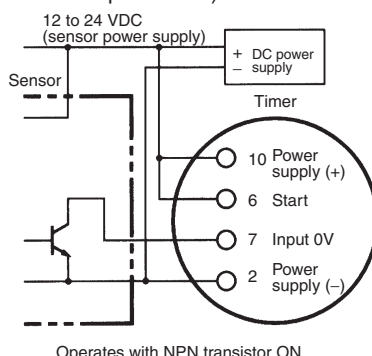 12 to 24 VDC
(sensor power supply)
+ DC power
− supply
Sensor
Timer
10 Power
supply (+)
6 Start
7 Input 0V
2 Power
supply (−)
Operates with NPN transistor ON